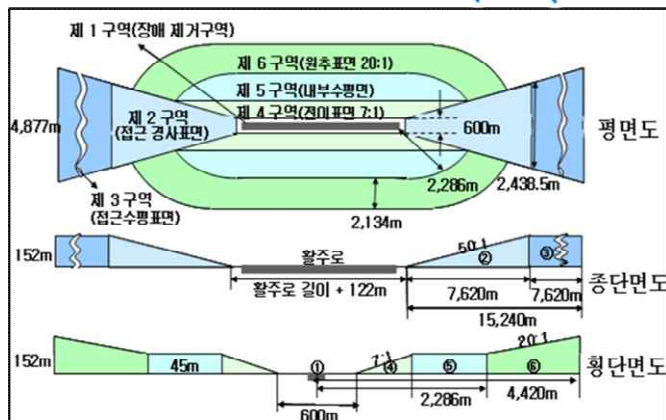 제 1 구역(장애 제거구역)
제 6 구역(원추표면 20:1)
제 5 구역(내부수평면)
제 4 구역(전이표면 7:1)
제 2 구역
(접근 경사표면)
4,877m
600m
평면도
제 3 구역
(접근수평표면)
2,286m
2,438.5m
2,134m
152m
활주로
50:1
②
③
활주로 길이 + 122m
7,620m
7,620m
종단면도
15,240m
152m
45m
①
7:1
④
⑤
20:1
⑥
횡단면도
2,286m
4,420m
600m